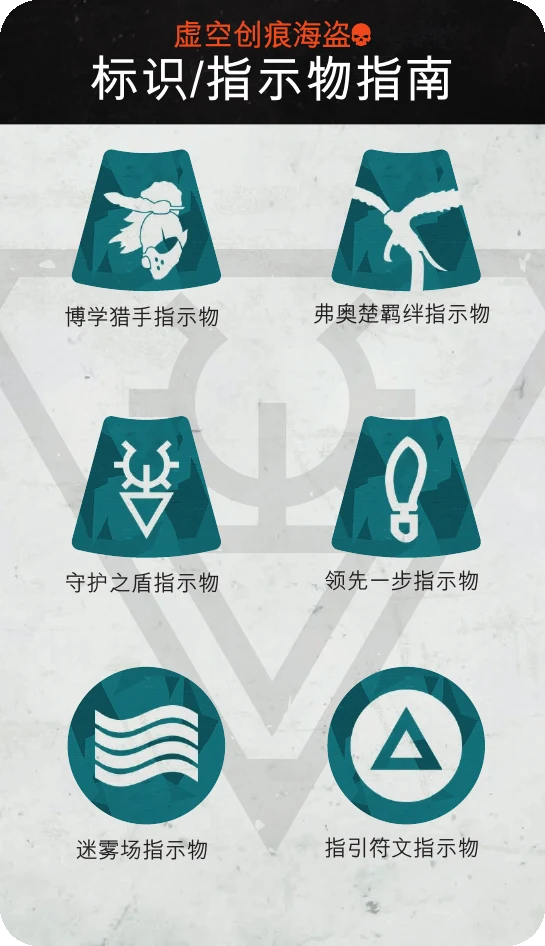 虚空创痕海盗
标识/指示物指南
博学猎手指示物
弗奥楚羁绊指示物
守护之盾指示物
领先一步指示物
迷雾场指示物
指引符文指示物